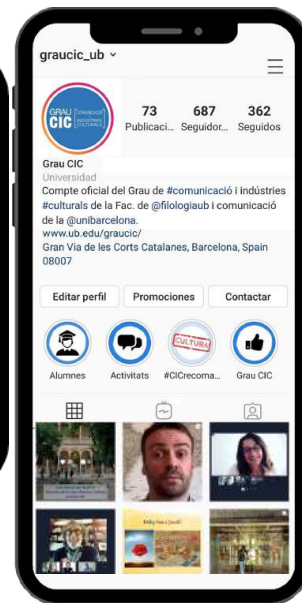 graucic_ub
GRAU
CIC
COMUNICACIÓ
INDÚSTRIES
CULTURALS
73 687 362
Publicaci... Seguidor... Seguidos
Grau CIC
Universidad
Compte oficial del Grau de #comunicació i indústries
#culturals de la Fac. de @filologiaub i comunicació
de la @unibarcelona.
www.ub.edu/graucic/
Gran Via de les Corts Catalanes, Barcelona, Spain
08007
Editar perfil Promociones Contactar
CULTURA
Alumnes Activitats #CICrecoma... Grau CIC